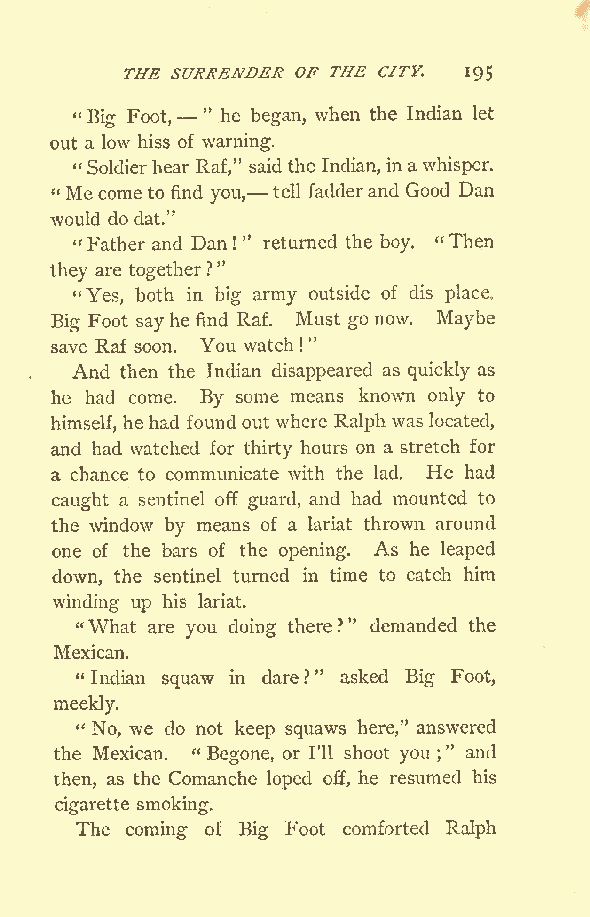 THE SURRENDER OF THE CITY. 195
"Big Foot, — " he began, when the Indian let
out a low hiss of warning.
"Soldier hear Raf," said the Indian, in a whisper.
"Me come to find you,— tell fadder and Good Dan
would do dat."
"Father and Dan!" returned the boy. "Then
they are together?"
"Yes, both in big army outside of dis place.
Big Foot say he find Raf. Must go now. Maybe
save Raf soon. You watch!"
And then the Indian disappeared as quickly as
he had come. By some means known only to
himself, he had found out where Ralph was located,
and had watched for thirty hours on a stretch for
a chance to communicate with the lad. He had
caught a sentinel off guard, and had mounted to
the window by means of a lariat thrown around
one of the bars of the opening. As he leaped
down, the sentinel turned in time to catch him
winding up his lariat.
"What are you doing there?" demanded the
Mexican.
"Indian squaw in dare?" asked Big Foot,
meekly.
"No, we do not keep squaws here," answered
the Mexican. "Begone, or I'll shoot you;" and
then, as the Comanche loped off, he resumed his
cigarette smoking.
The coming of Big Foot comforted Ralph